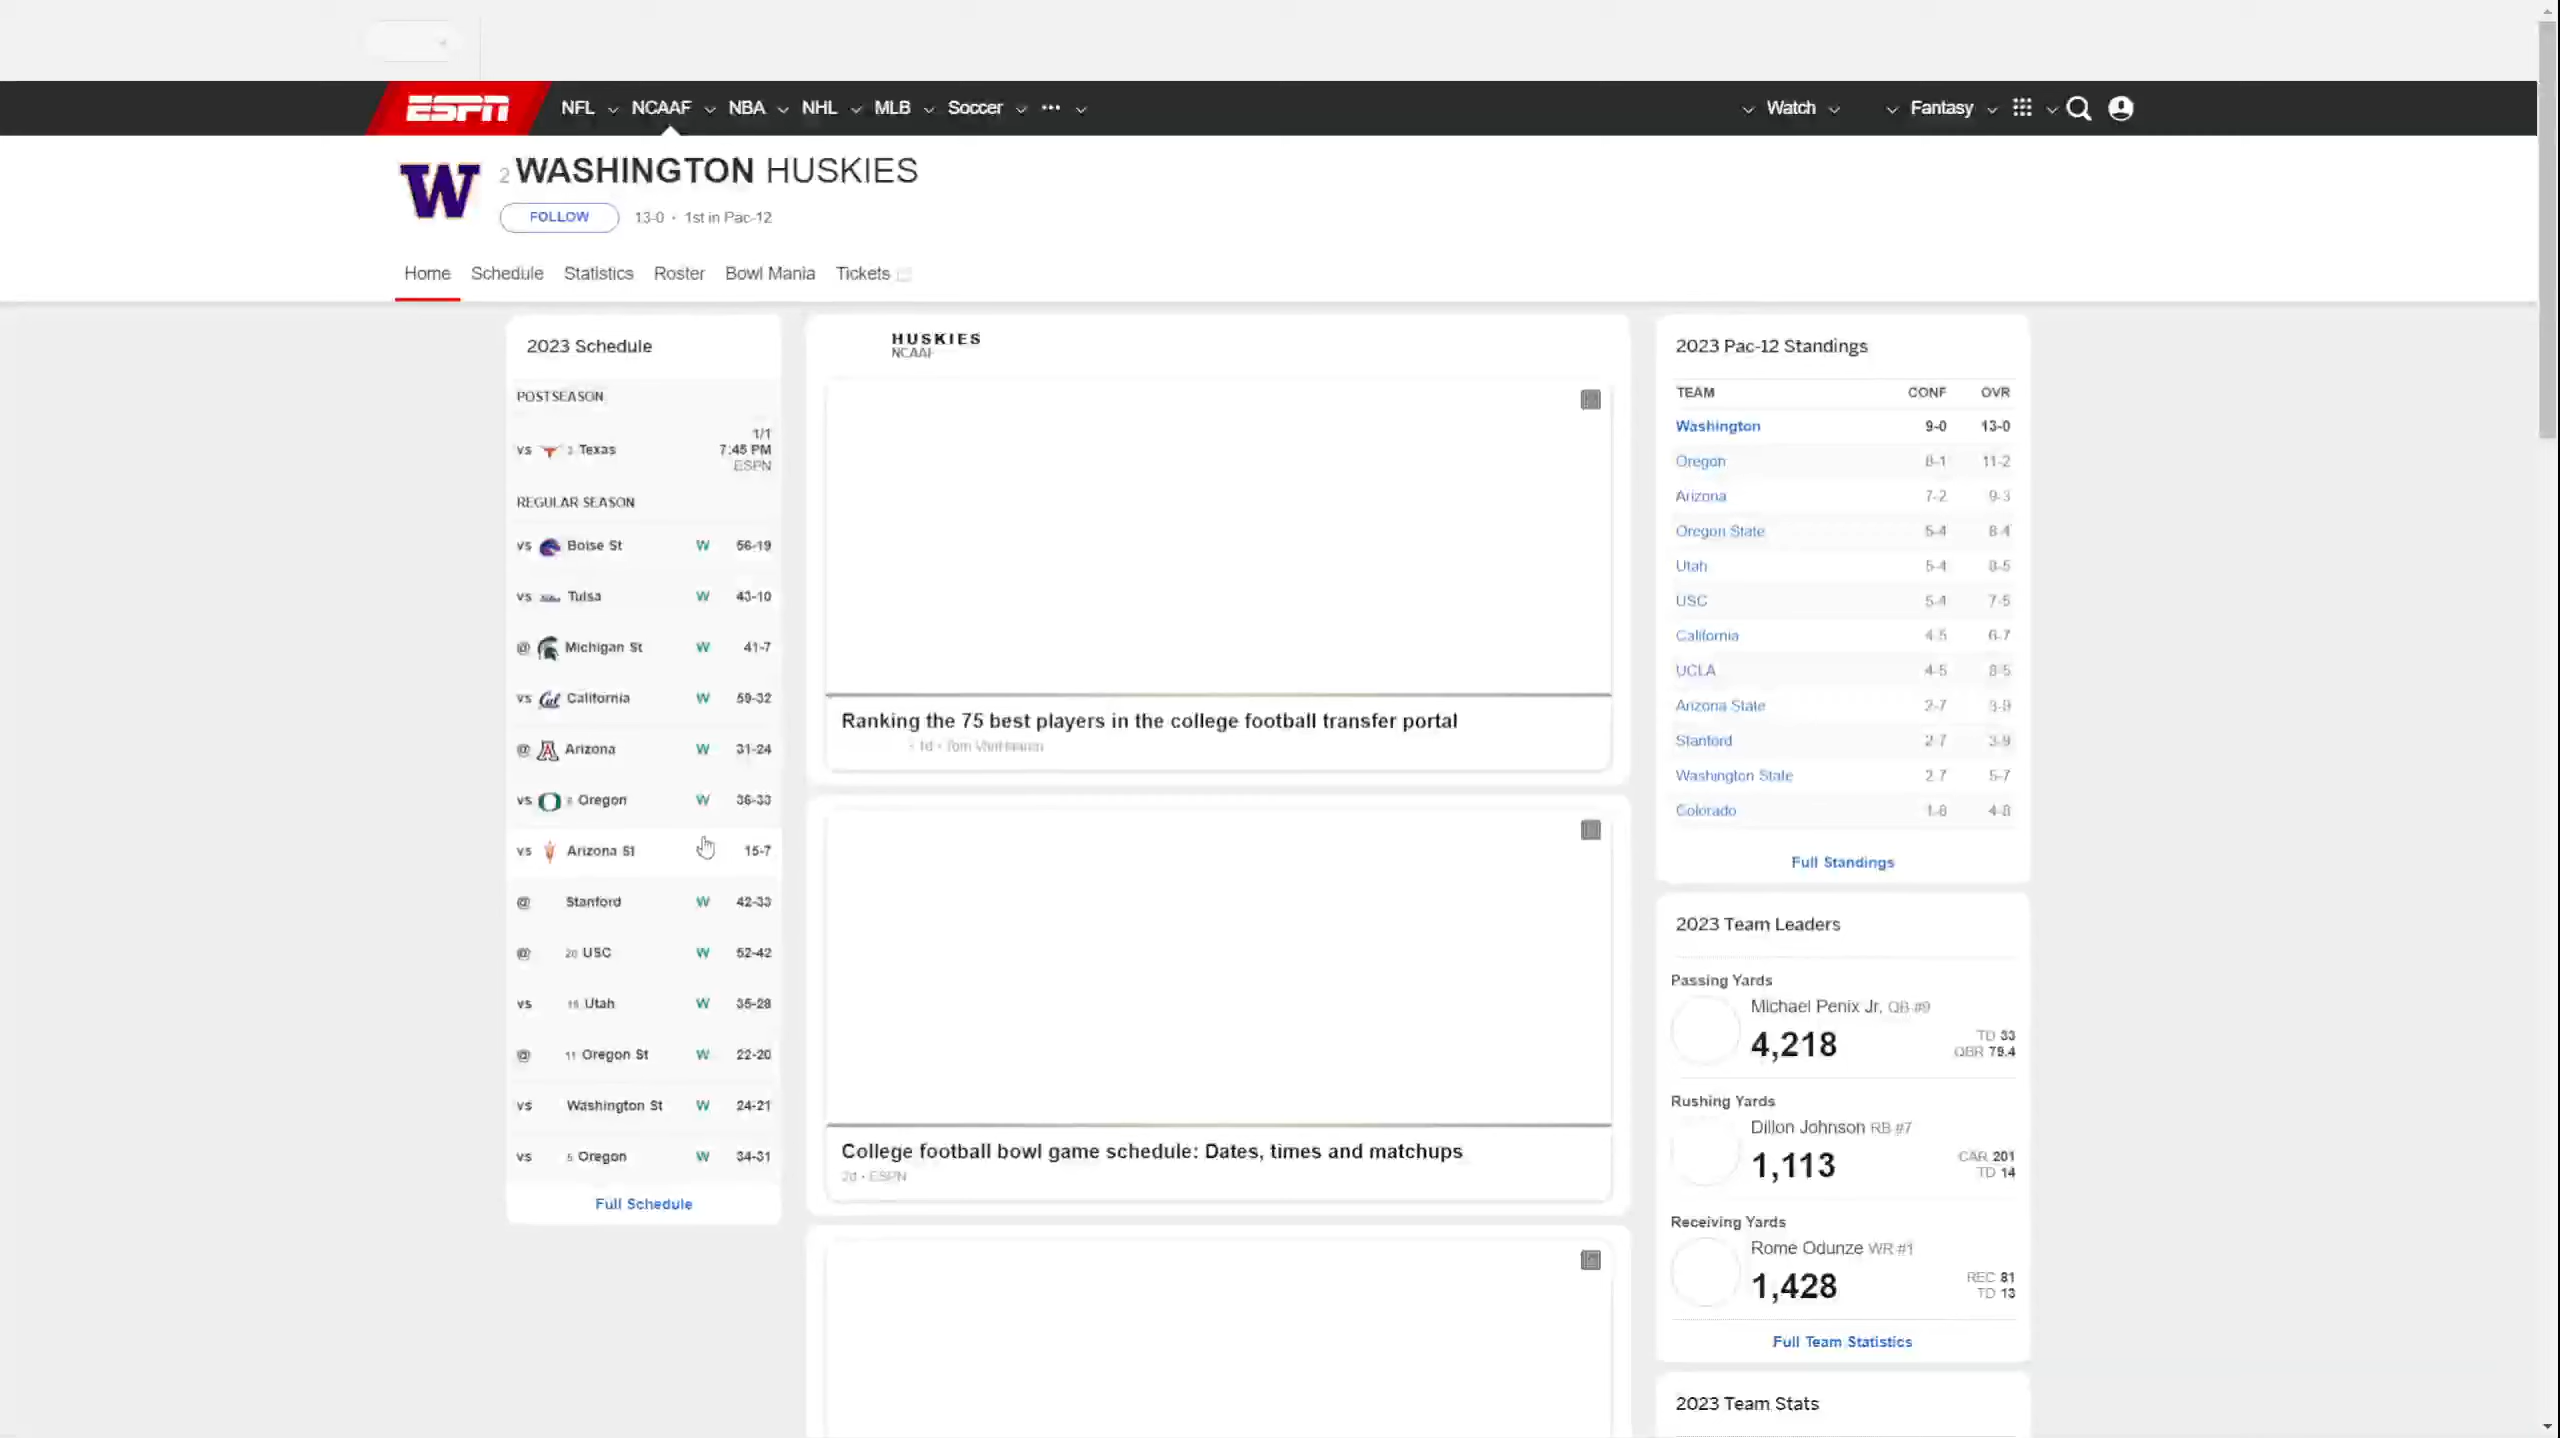 ESPN NFL NCAAF NBA NHL MLB Soccer ••• Watch Fantasy
W
2 WASHINGTON HUSKIES
FOLLOW 13-0 • 1st in Pac-12
Home Schedule Statistics Roster Bowl Mania Tickets
2023 Schedule
POSTSEASON
vs 3 Texas 1/1
7:45 PM
ESPN
REGULAR SEASON
vs Boise St W 56-19
vs Tulsa W 43-10
@ Michigan St W 41-7
vs Cal California W 59-32
@ A Arizona W 31-24
vs 8 Oregon W 36-33
vs Arizona St 15-7
@ Stanford W 42-33
@ 20 USC W 52-42
vs Utah W 35-28
@ 11 Oregon St W 22-20
vs Washington St W 24-21
vs 5 Oregon W 34-31
Full Schedule
HUSKIES
NCAAF
Ranking the 75 best players in the college football transfer portal
• 1d • Tom VanHaaren
College football bowl game schedule: Dates, times and matchups
2d • ESPN
2023 Pac-12 Standings
TEAM CONF OVR
Washington 9-0 13-0
Oregon 8-1 11-2
Arizona 7-2 9-3
Oregon State 5-4 8-4
Utah 5-4 8-5
USC 5-4 7-5
California 4-5 6-7
UCLA 4-5 8-5
Arizona State 2-7 3-9
Stanford 2-7 3-9
Washington State 2-7 5-7
Colorado 1-8 4-8
Full Standings
2023 Team Leaders
Passing Yards
Michael Penix Jr. QB #9
4,218 TD 33
QBR 79.4
Rushing Yards
Dillon Johnson RB #7
1,113 CAR 201
TD 14
Receiving Yards
Rome Odunze WR #1
1,428 REC 81
TD 13
Full Team Statistics
2023 Team Stats